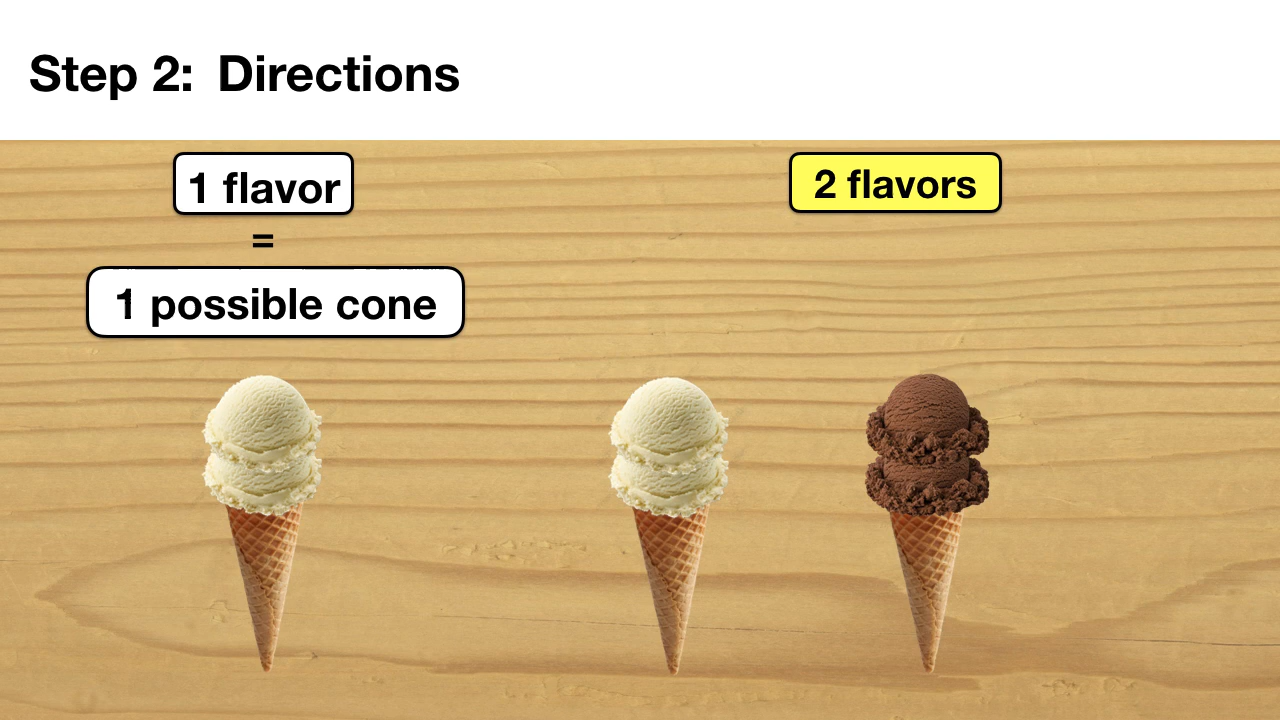 Step 2: Directions
1 flavor
=
1 possible cone
2 flavors